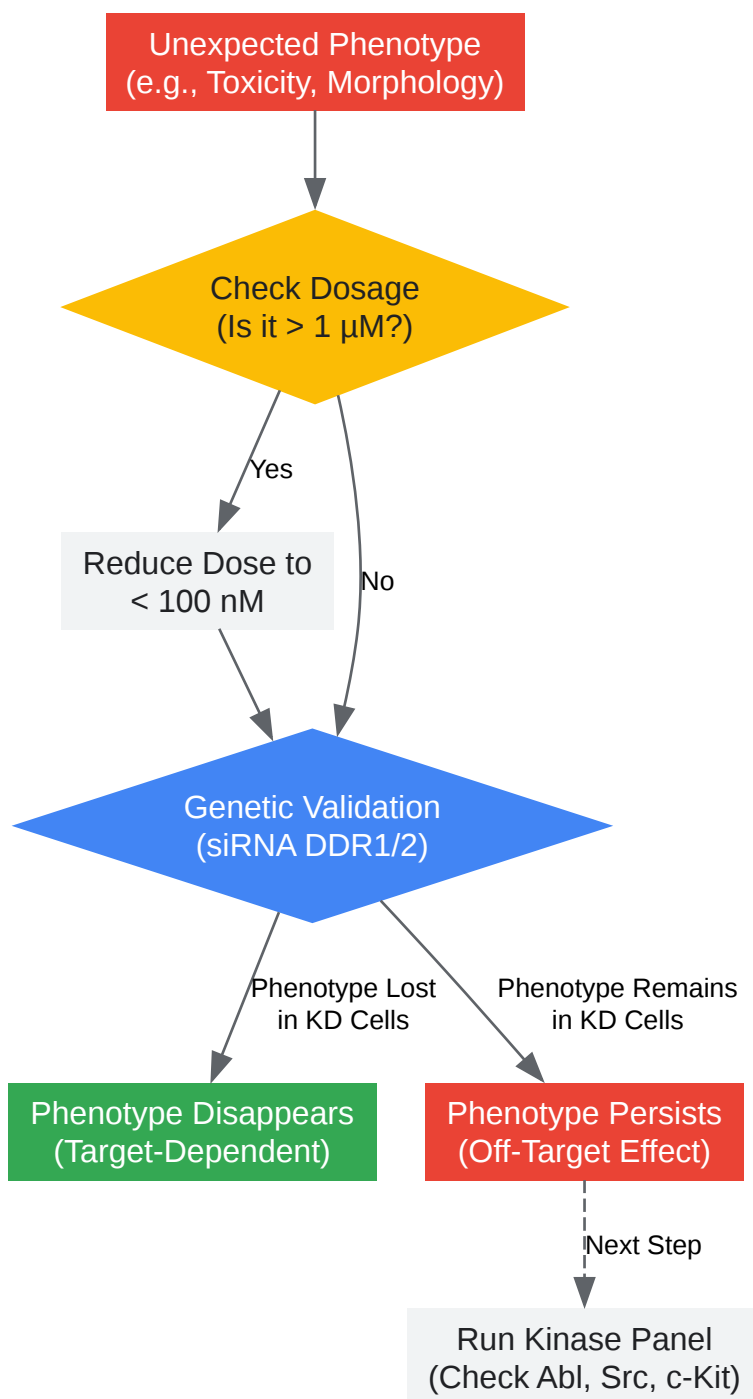 Unexpected Phenotype
(e.g., Toxicity, Morphology)
Check Dosage
(Is it > 1 µM?)
Yes
Reduce Dose to
< 100 nM
No
Genetic Validation
(siRNA DDR1/2)
Phenotype Lost
in KD Cells
Phenotype Remains
in KD Cells
Phenotype Disappears
(Target-Dependent)
Phenotype Persists
(Off-Target Effect)
Next Step
Run Kinase Panel
(Check Abl, Src, c-Kit)